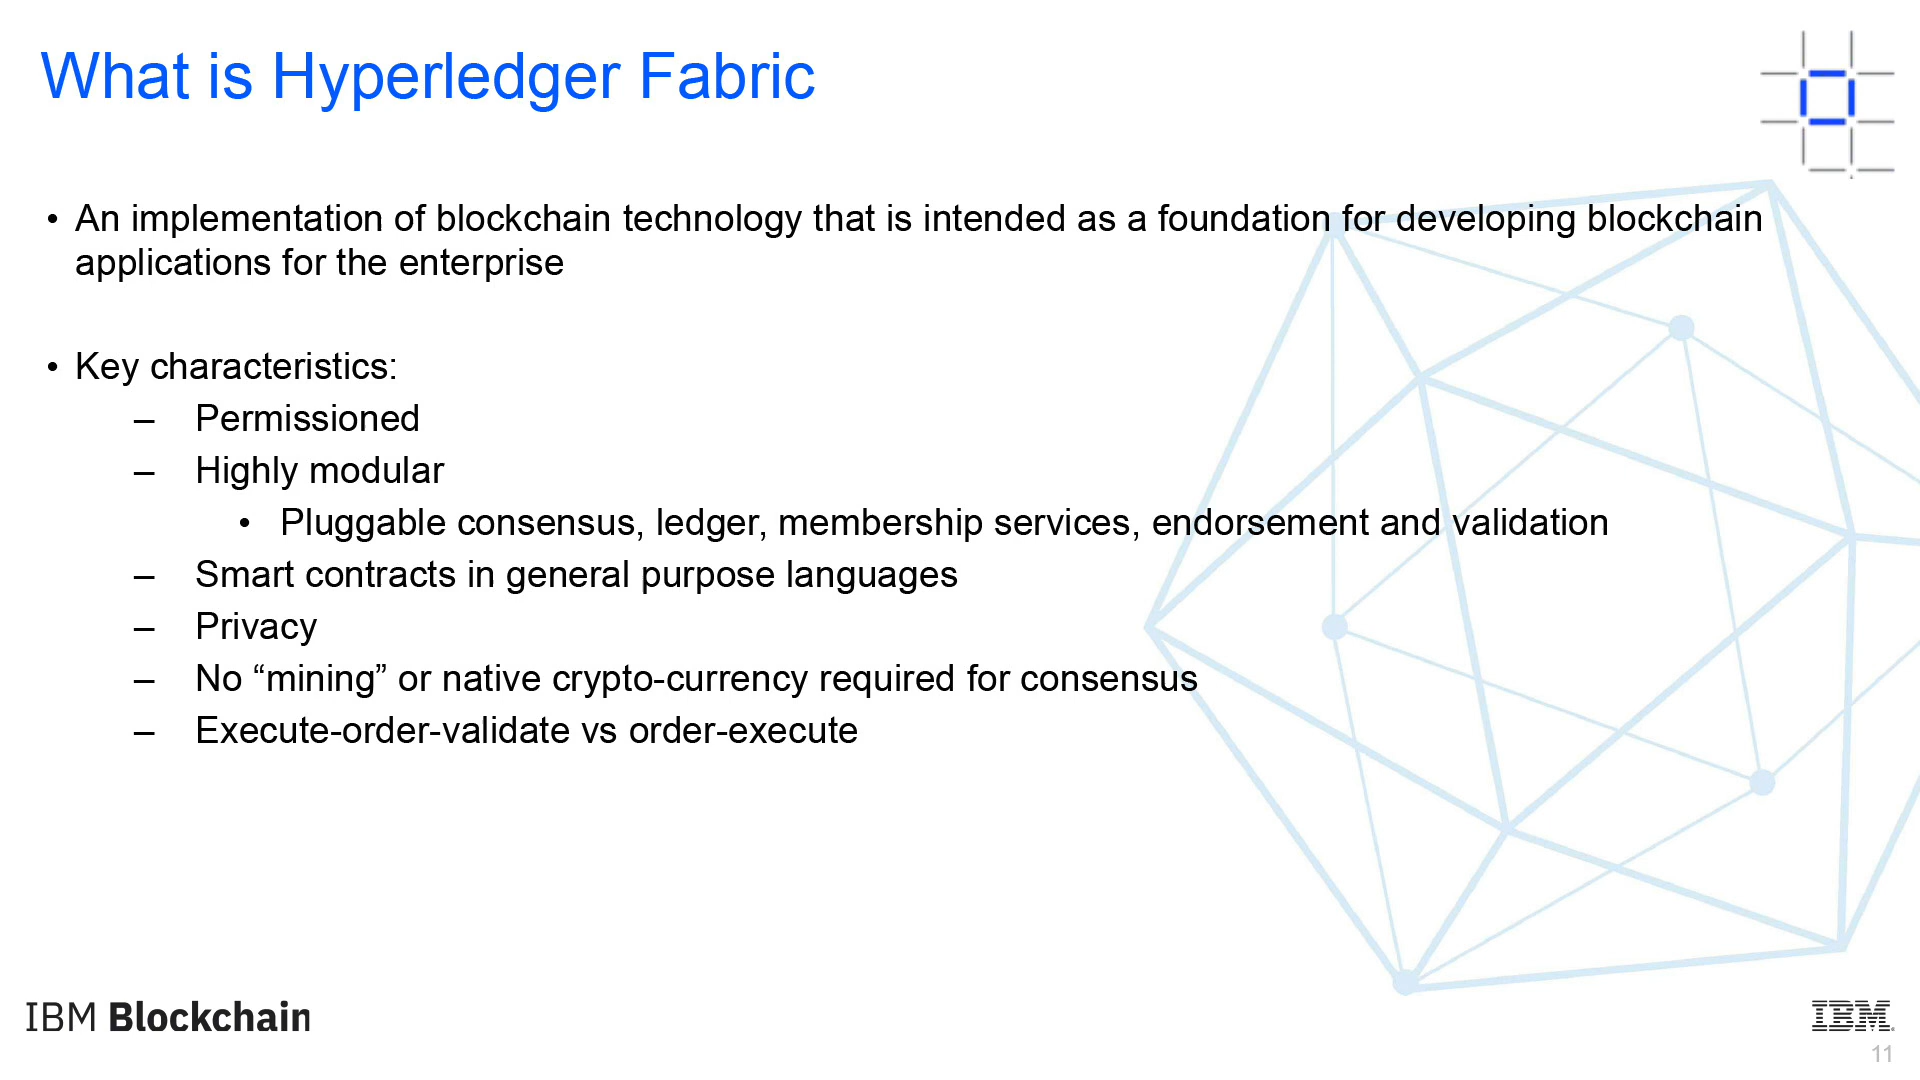 What is Hyperledger Fabric
• An implementation of blockchain technology that is intended as a foundation for developing blockchain
applications for the enterprise
• Key characteristics:
– Permissioned
– Highly modular
• Pluggable consensus, ledger, membership services, endorsement and validation
– Smart contracts in general purpose languages
– Privacy
– No “mining” or native crypto-currency required for consensus
– Execute-order-validate vs order-execute
IBM Blockchain
IBM
11